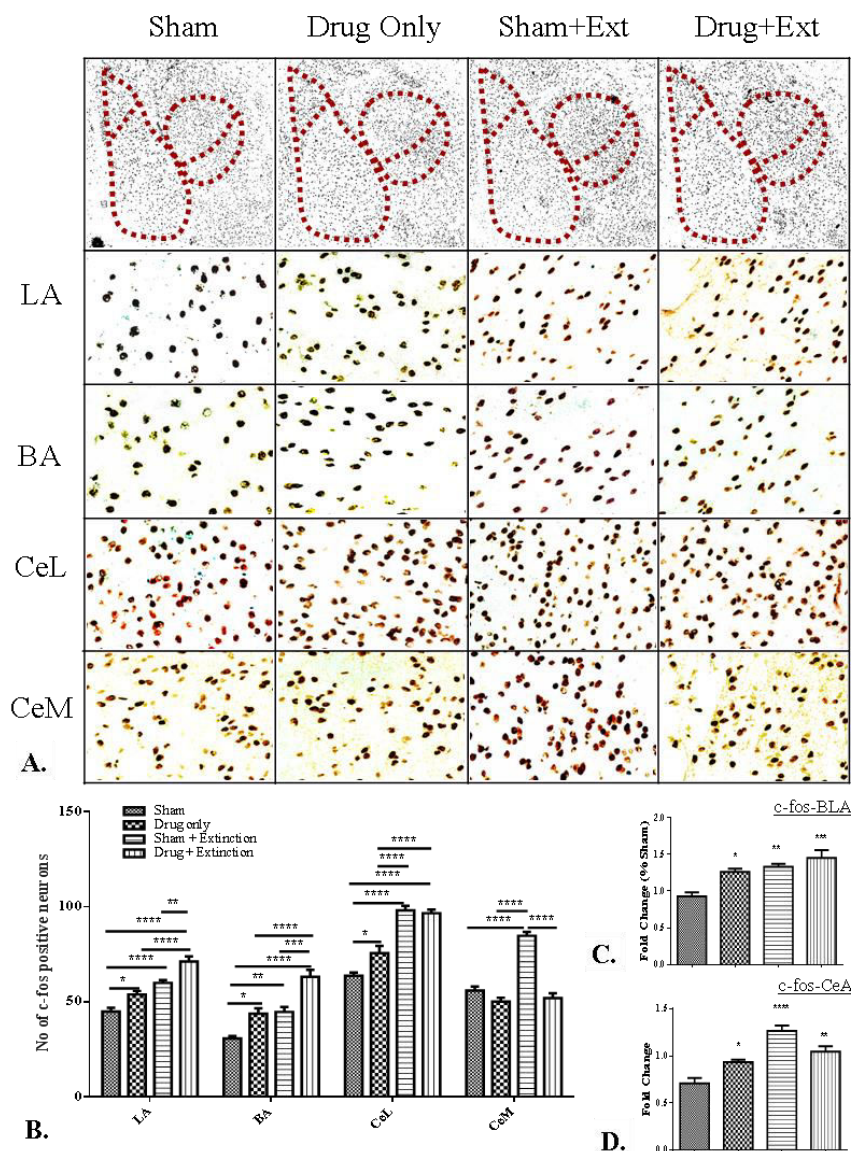 Sham Drug Only Sham+Ext Drug+Ext
LA
BA
CeL
CeM
A.
150
100
50
0
No of c-fos positive neurons
Sham
Drug only
Sham + Extinction
Drug + Extinction
****
****
****
****
**
****
****
****
****
***
****
****
****
****
****
*
**
*
*
LA BA CeL CeM
B.
c-fos-BLA
Fold Change (% Sham)
2.0
1.5
1.0
0.5
0.0
* ** ***
C.
c-fos-CeA
Fold Change
1.5
1.0
0.5
0.0
* **** **
D.